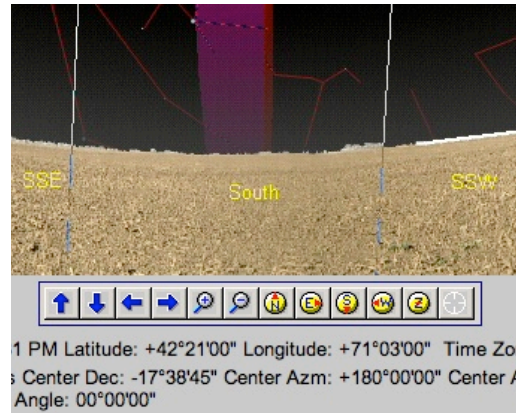 SSE South SSW
N E S W Z
1 PM Latitude: +42°21'00" Longitude: +71°03'00" Time Zo
s Center Dec: -17°38'45" Center Azm: +180°00'00" Center A
Angle: 00°00'00"